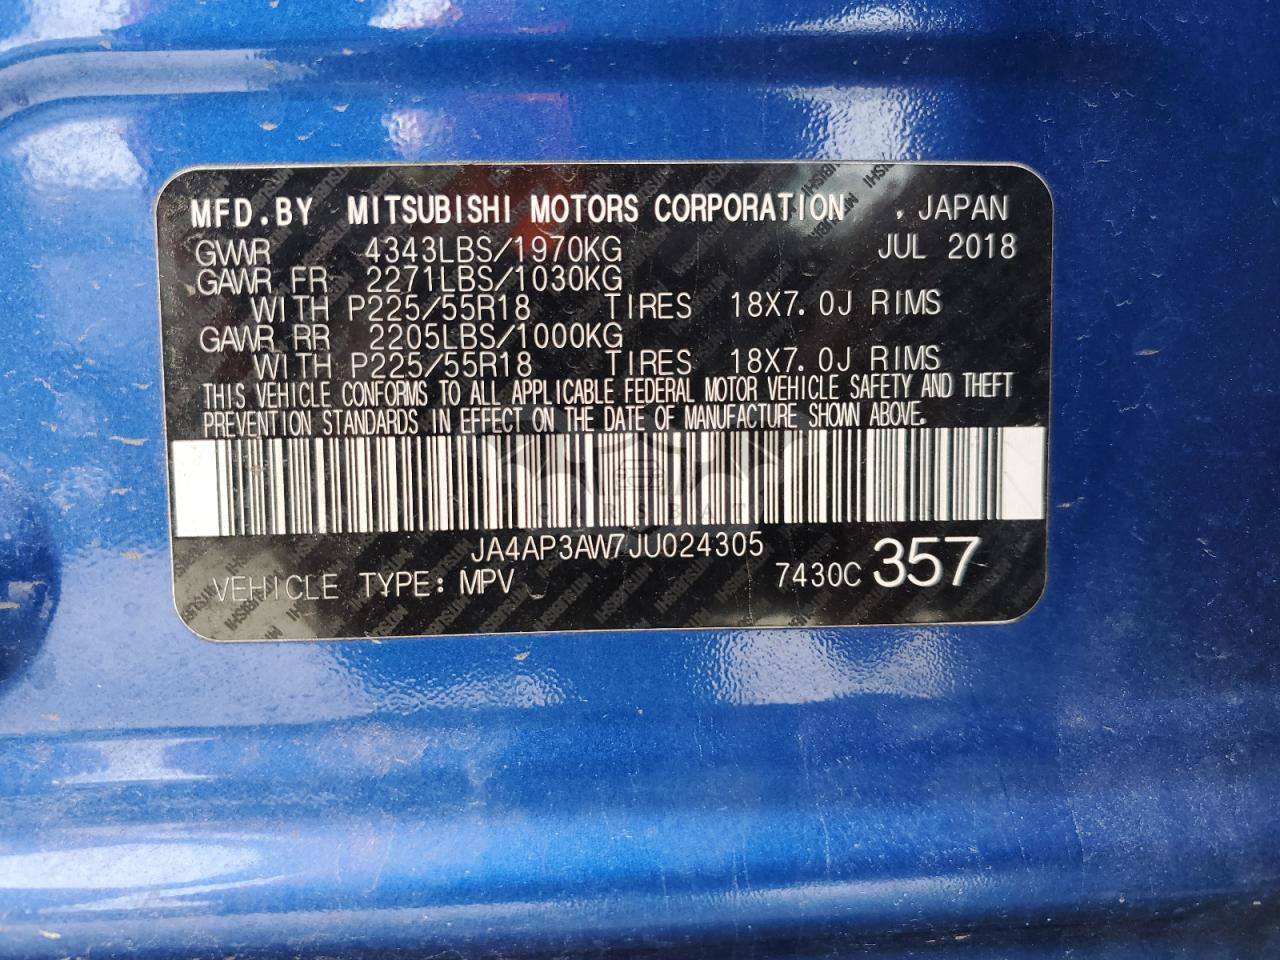 MFD.BY MITSUBISHI MOTORS CORPORATION , JAPAN
GVWR 4343LBS/1970KG JUL 2018
GAWR FR 2271LBS/1030KG
WITH P225/55R18 TIRES 18X7.0J RIMS
GAWR RR 2205LBS/1000KG
WITH P225/55R18 TIRES 18X7.0J RIMS
THIS VEHICLE CONFORMS TO ALL APPLICABLE FEDERAL MOTOR VEHICLE SAFETY AND THEFT
PREVENTION STANDARDS IN EFFECT ON THE DATE OF MANUFACTURE SHOWN ABOVE.
CARSBAT
JA4AP3AW7JU024305
VEHICLE TYPE: MPV 7430C 357